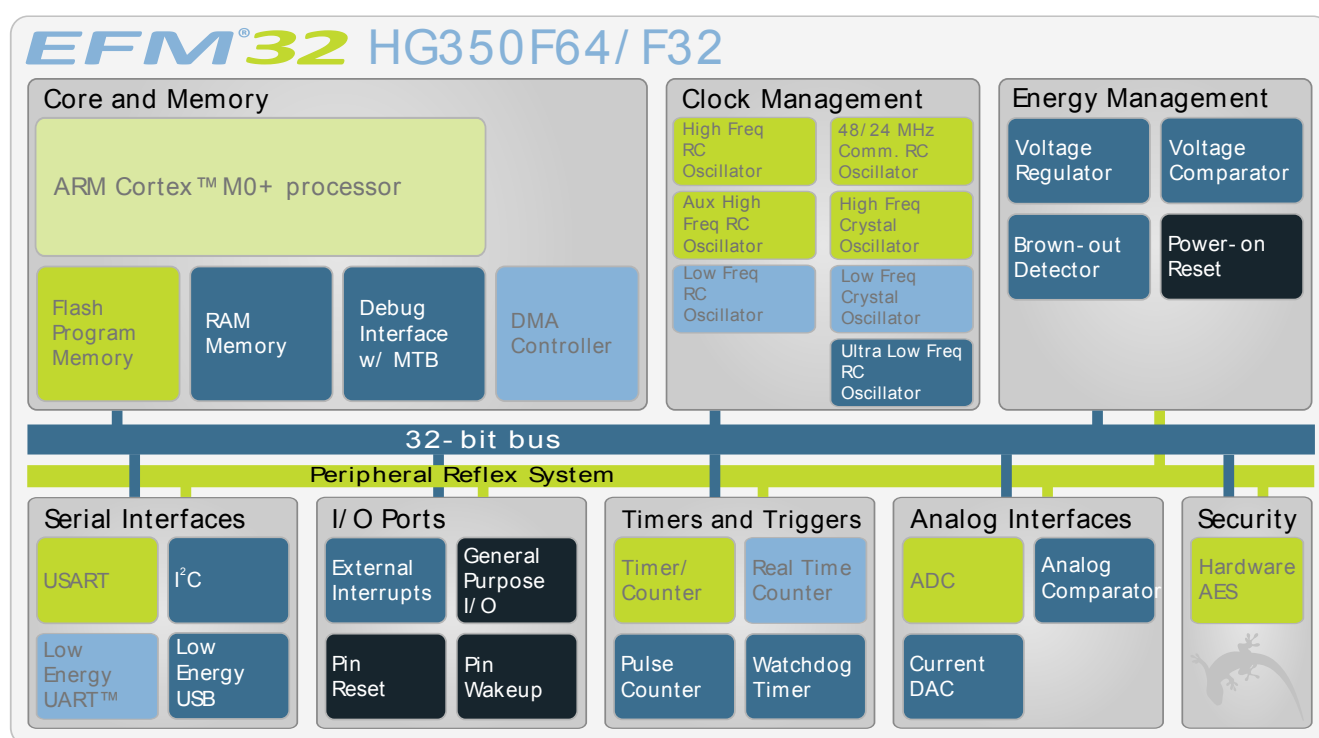 EFM®32 HG350F64/F32
Core and Memory
ARM Cortex™ M0+ processor
Flash
Program
Memory
RAM
Memory
Debug
Interface
w/ MTB
DMA
Controller
Clock Management
High Freq
RC
Oscillator
48/24 MHz
Comm. RC
Oscillator
Aux High
Freq RC
Oscillator
High Freq
Crystal
Oscillator
Low Freq
RC
Oscillator
Low Freq
Crystal
Oscillator
Ultra Low Freq
RC
Oscillator
Energy Management
Voltage
Regulator
Voltage
Comparator
Brown-out
Detector
Power-on
Reset
32-bit bus
Peripheral Reflex System
Serial Interfaces
USART
I²C
Low
Energy
UART™
Low
Energy
USB
I/O Ports
External
Interrupts
General
Purpose
I/O
Pin
Reset
Pin
Wakeup
Timers and Triggers
Timer/
Counter
Real Time
Counter
Pulse
Counter
Watchdog
Timer
Analog Interfaces
ADC
Analog
Comparator
Current
DAC
Security
Hardware
AES